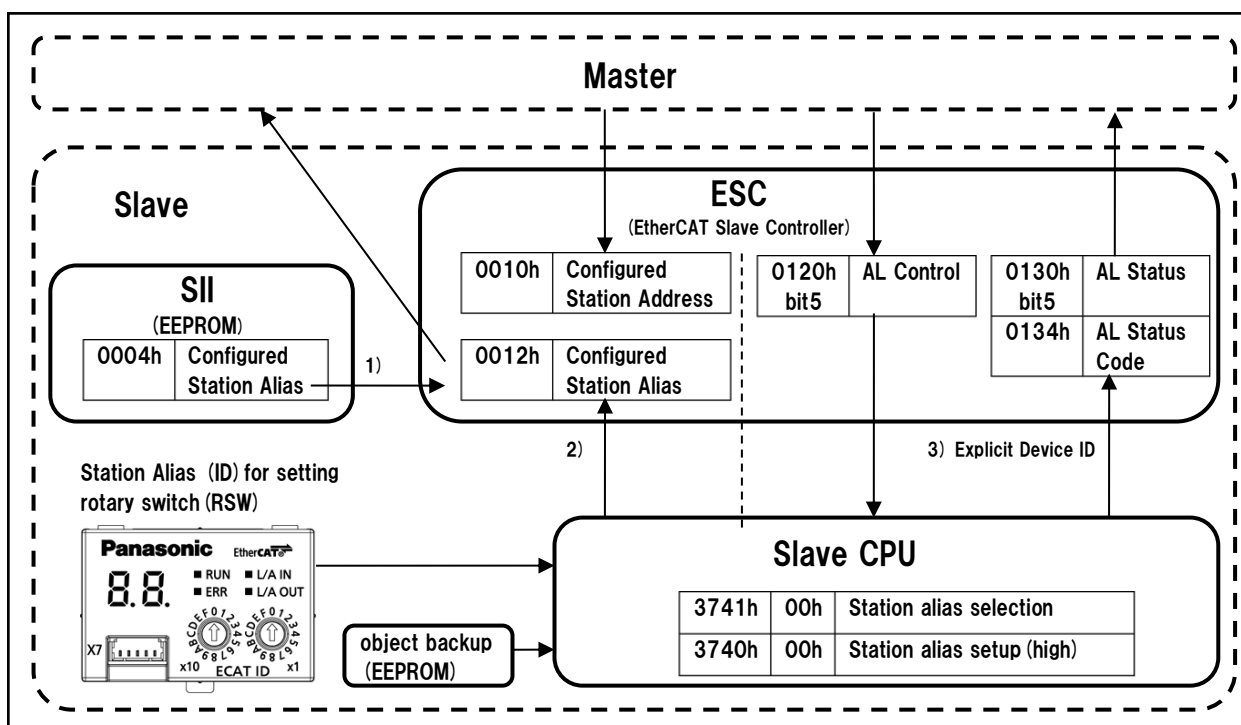 Master
Slave
ESC
(EtherCAT Slave Controller)
0010h Configured
Station Address
0120h AL Control
bit5
0130h AL Status
bit5
0134h AL Status
Code
SII
(EEPROM)
0004h Configured
Station Alias
1)
0012h Configured
Station Alias
2)
3) Explicit Device ID
Station Alias (ID) for setting
rotary switch (RSW)
Panasonic EtherCAT
8.8.
RUN L/A IN
ERR L/A OUT
X7
0123456789ABCDEF
0123456789ABCDEF
x10 ECAT ID x1
object backup
(EEPROM)
Slave CPU
3741h 00h Station alias selection
3740h 00h Station alias setup (high)